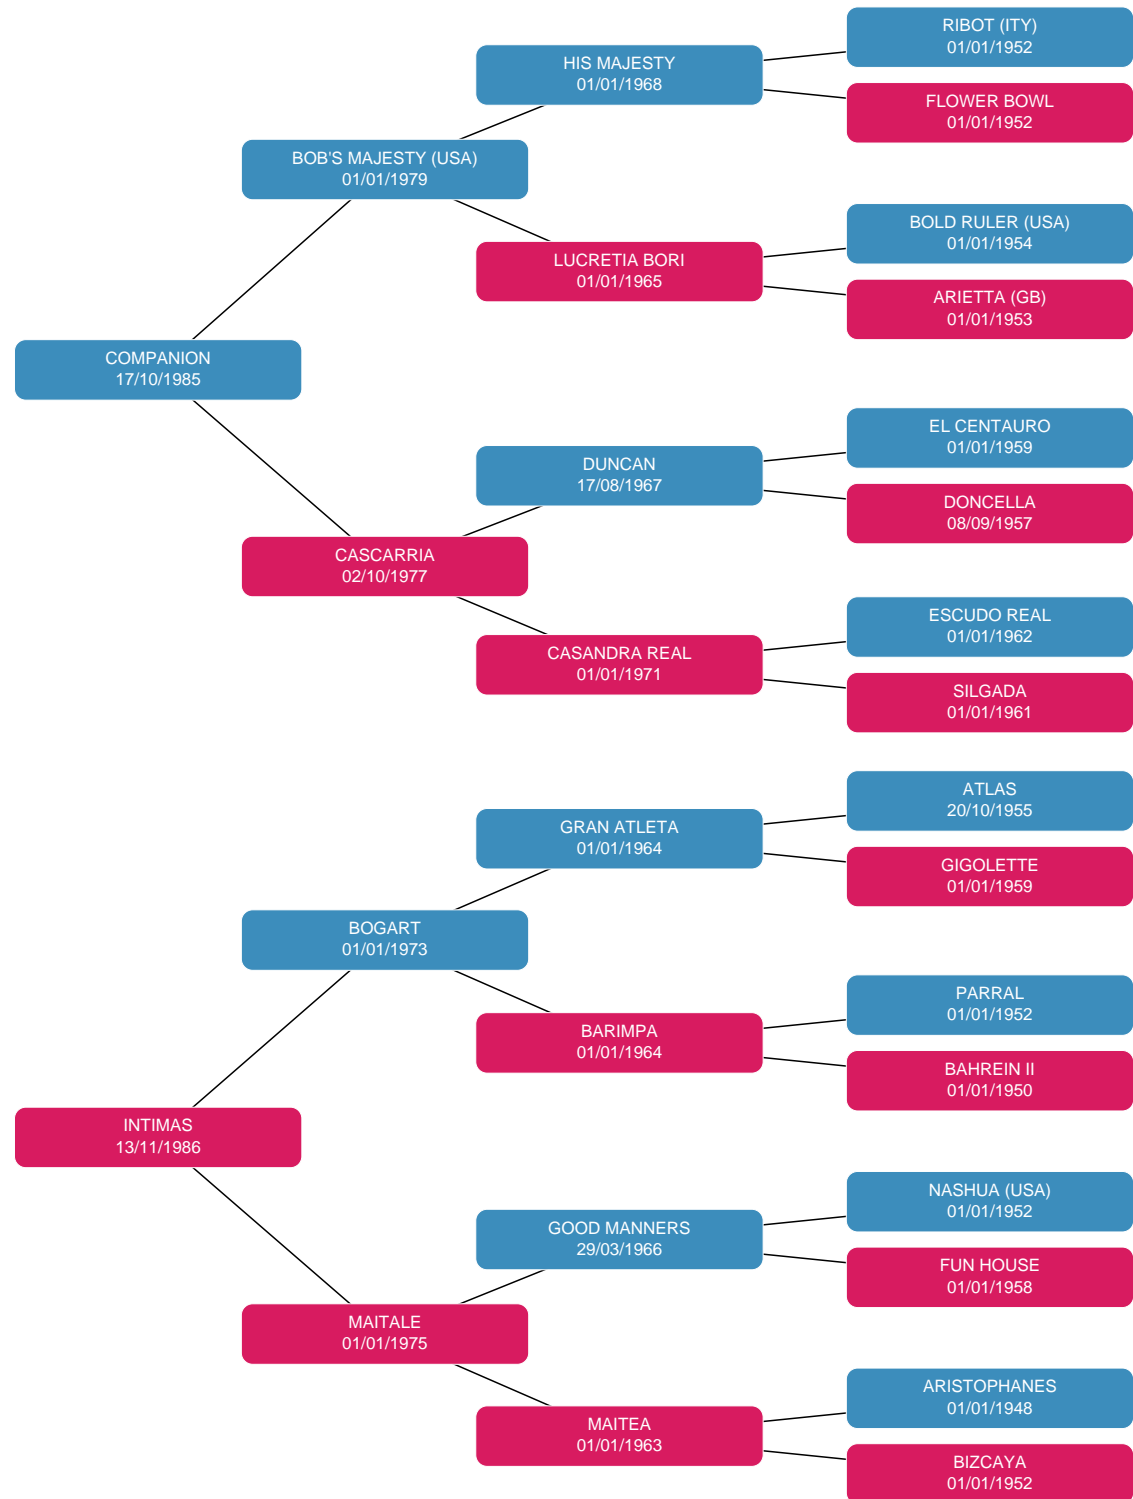 RIBOT (ITY)
01/01/1952
HIS MAJESTY
01/01/1968
FLOWER BOWL
01/01/1952
BOB'S MAJESTY (USA)
01/01/1979
BOLD RULER (USA)
01/01/1954
LUCRETIA BORI
01/01/1965
ARIETTA (GB)
01/01/1953
COMPANION
17/10/1985
EL CENTAURO
01/01/1959
DUNCAN
17/08/1967
DONCELLA
08/09/1957
CASCARRIA
02/10/1977
ESCUDO REAL
01/01/1962
CASANDRA REAL
01/01/1971
SILGADA
01/01/1961
ATLAS
20/10/1955
GRAN ATLETA
01/01/1964
GIGOLETTE
01/01/1959
BOGART
01/01/1973
PARRAL
01/01/1952
BARIMPA
01/01/1964
BAHREIN II
01/01/1950
INTIMAS
13/11/1986
NASHUA (USA)
01/01/1952
GOOD MANNERS
29/03/1966
FUN HOUSE
01/01/1958
MAITALE
01/01/1975
ARISTOPHANES
01/01/1948
MAITEA
01/01/1963
BIZCAYA
01/01/1952